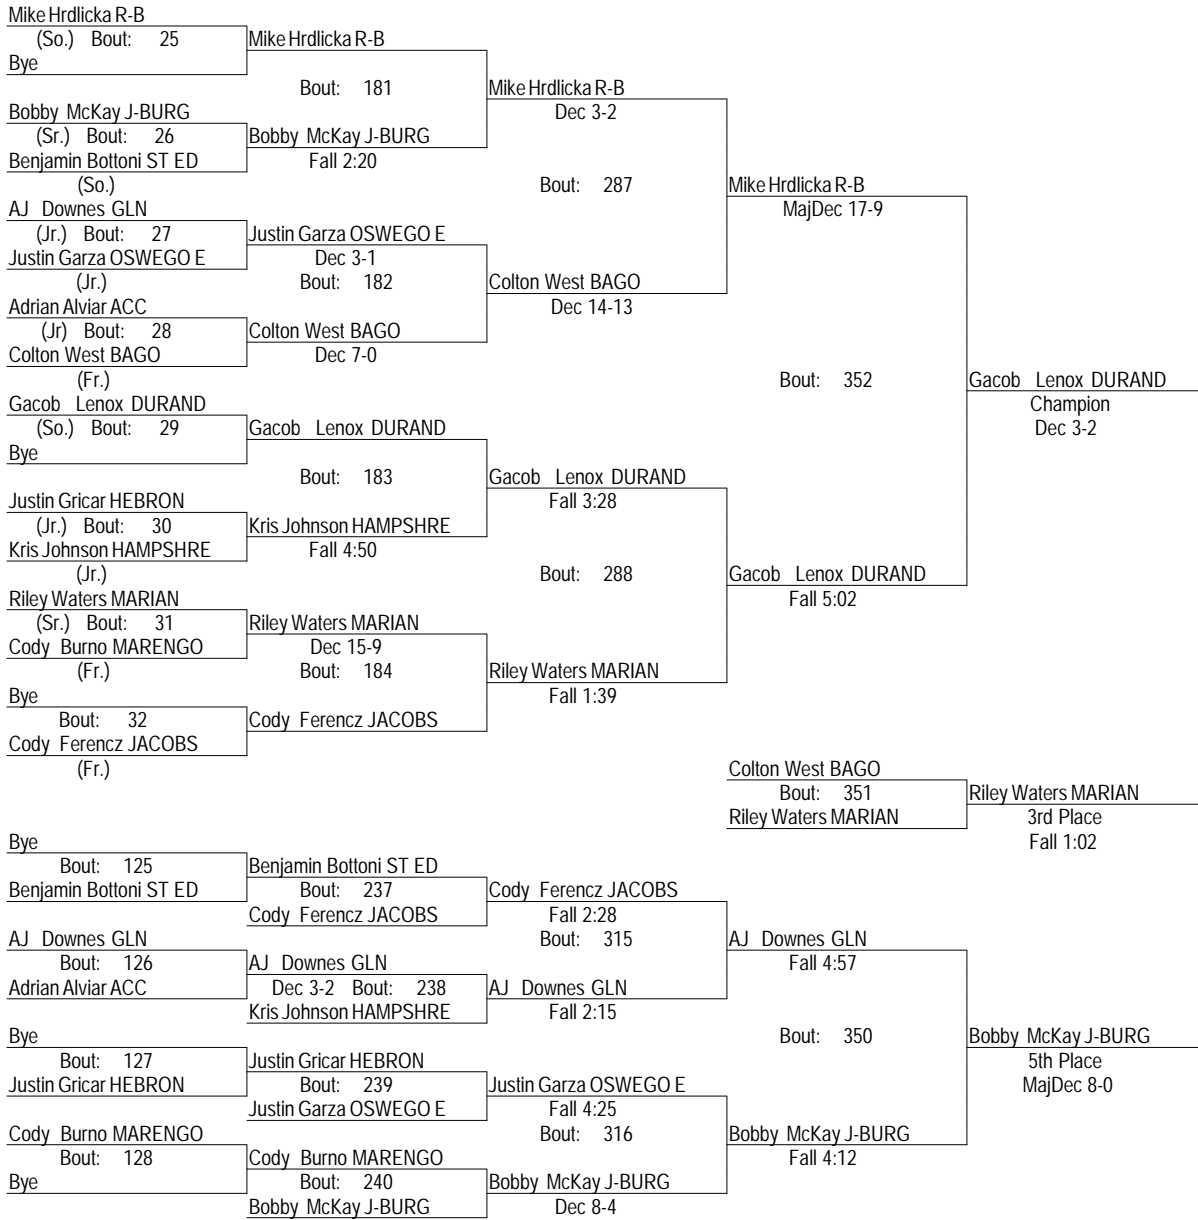 Mike Hrdlicka R-B
(So.) Bout: 25
Mike Hrdlicka R-B
Bye
Bout: 181
Mike Hrdlicka R-B
Dec 3-2
Bobby McKay J-BURG
(Sr.) Bout: 26
Bobby McKay J-BURG
Benjamin Bottoni ST ED
Fall 2:20
(So.)
Bout: 287
Mike Hrdlicka R-B
MajDec 17-9
AJ Downes GLN
(Jr.) Bout: 27
Justin Garza OSWEGO E
Justin Garza OSWEGO E
Dec 3-1
(Jr.)
Bout: 182
Colton West BAGO
Dec 14-13
Adrian Alviar ACC
(Jr) Bout: 28
Colton West BAGO
Colton West BAGO
Dec 7-0
(Fr.)
Bout: 352
Gacob Lenox DURAND
Champion
Dec 3-2
Gacob Lenox DURAND
(So.) Bout: 29
Gacob Lenox DURAND
Bye
Bout: 183
Gacob Lenox DURAND
Fall 3:28
Justin Gricar HEBRON
(Jr.) Bout: 30
Kris Johnson HAMPSHRE
Kris Johnson HAMPSHRE
Fall 4:50
(Jr.)
Bout: 288
Gacob Lenox DURAND
Fall 5:02
Riley Waters MARIAN
(Sr.) Bout: 31
Riley Waters MARIAN
Cody Burno MARENGO
Dec 15-9
(Fr.)
Bout: 184
Riley Waters MARIAN
Fall 1:39
Bye
Bout: 32
Cody Ferencz JACOBS
Cody Ferencz JACOBS
(Fr.)
Colton West BAGO
Bout: 351
Riley Waters MARIAN
Riley Waters MARIAN
3rd Place
Fall 1:02
Bye
Bout: 125
Benjamin Bottoni ST ED
Benjamin Bottoni ST ED
Bout: 237
Cody Ferencz JACOBS
Cody Ferencz JACOBS
Fall 2:28
Bout: 315
AJ Downes GLN
Fall 4:57
AJ Downes GLN
Bout: 126
AJ Downes GLN
Adrian Alviar ACC
Dec 3-2 Bout: 238
AJ Downes GLN
Kris Johnson HAMPSHRE
Fall 2:15
Bye
Bout: 350
Bobby McKay J-BURG
5th Place
MajDec 8-0
Bout: 127
Justin Gricar HEBRON
Justin Gricar HEBRON
Bout: 239
Justin Garza OSWEGO E
Justin Garza OSWEGO E
Fall 4:25
Bout: 316
Bobby McKay J-BURG
Fall 4:12
Cody Burno MARENGO
Bout: 128
Cody Burno MARENGO
Bye
Bout: 240
Bobby McKay J-BURG
Bobby McKay J-BURG
Dec 8-4